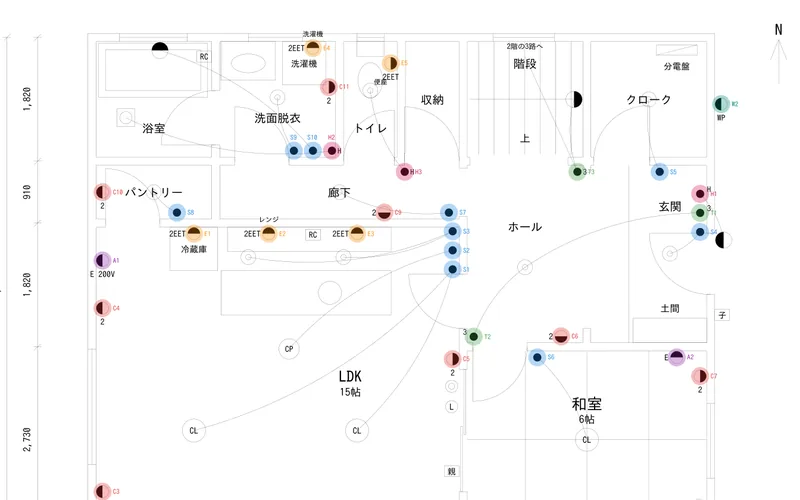 洗濯機
N
2EET E4
RC
2階の3路へ
階段
E5
2EET
分電盤
洗濯機
便座
C11
2
収納
クローク
1,820
W2
WP
洗面脱衣
浴室
トイレ
上
S9
S10
H2
H
H H3
3 T3
S5
910
C10
2
パントリー
廊下
H
H1
玄関
3
T1
S8
2 C9
S7
レンジ
ホール
2EET E1
2EET E2
RC
2EET E3
S3
S4
冷蔵庫
S2
A1
E 200V
S1
1,820
C4
2
土間
子
3
T2
2 C6
CP
C5
2
S6
E A2
LDK
15帖
C7
2
和室
6帖
L
CL
CL
CL
2,730
親
C3